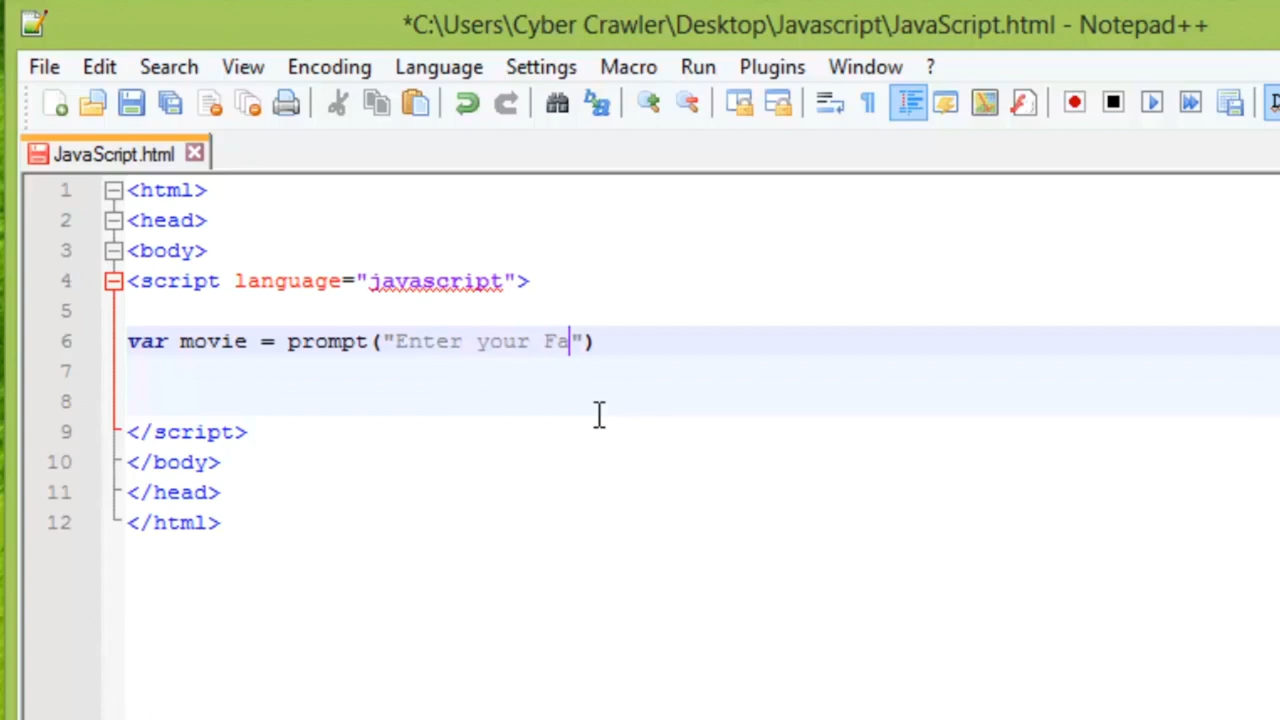 *C:\Users\Cyber Crawler\Desktop\Javascript\JavaScript.html - Notepad++
File Edit Search View Encoding Language Settings Macro Run Plugins Window ?
JavaScript.html
1 <html>
2 <head>
3 <body>
4 <script language="javascript">
5
6 var movie = prompt("Enter your Fa")
7
8
9 </script>
10 </body>
11 </head>
12 </html>